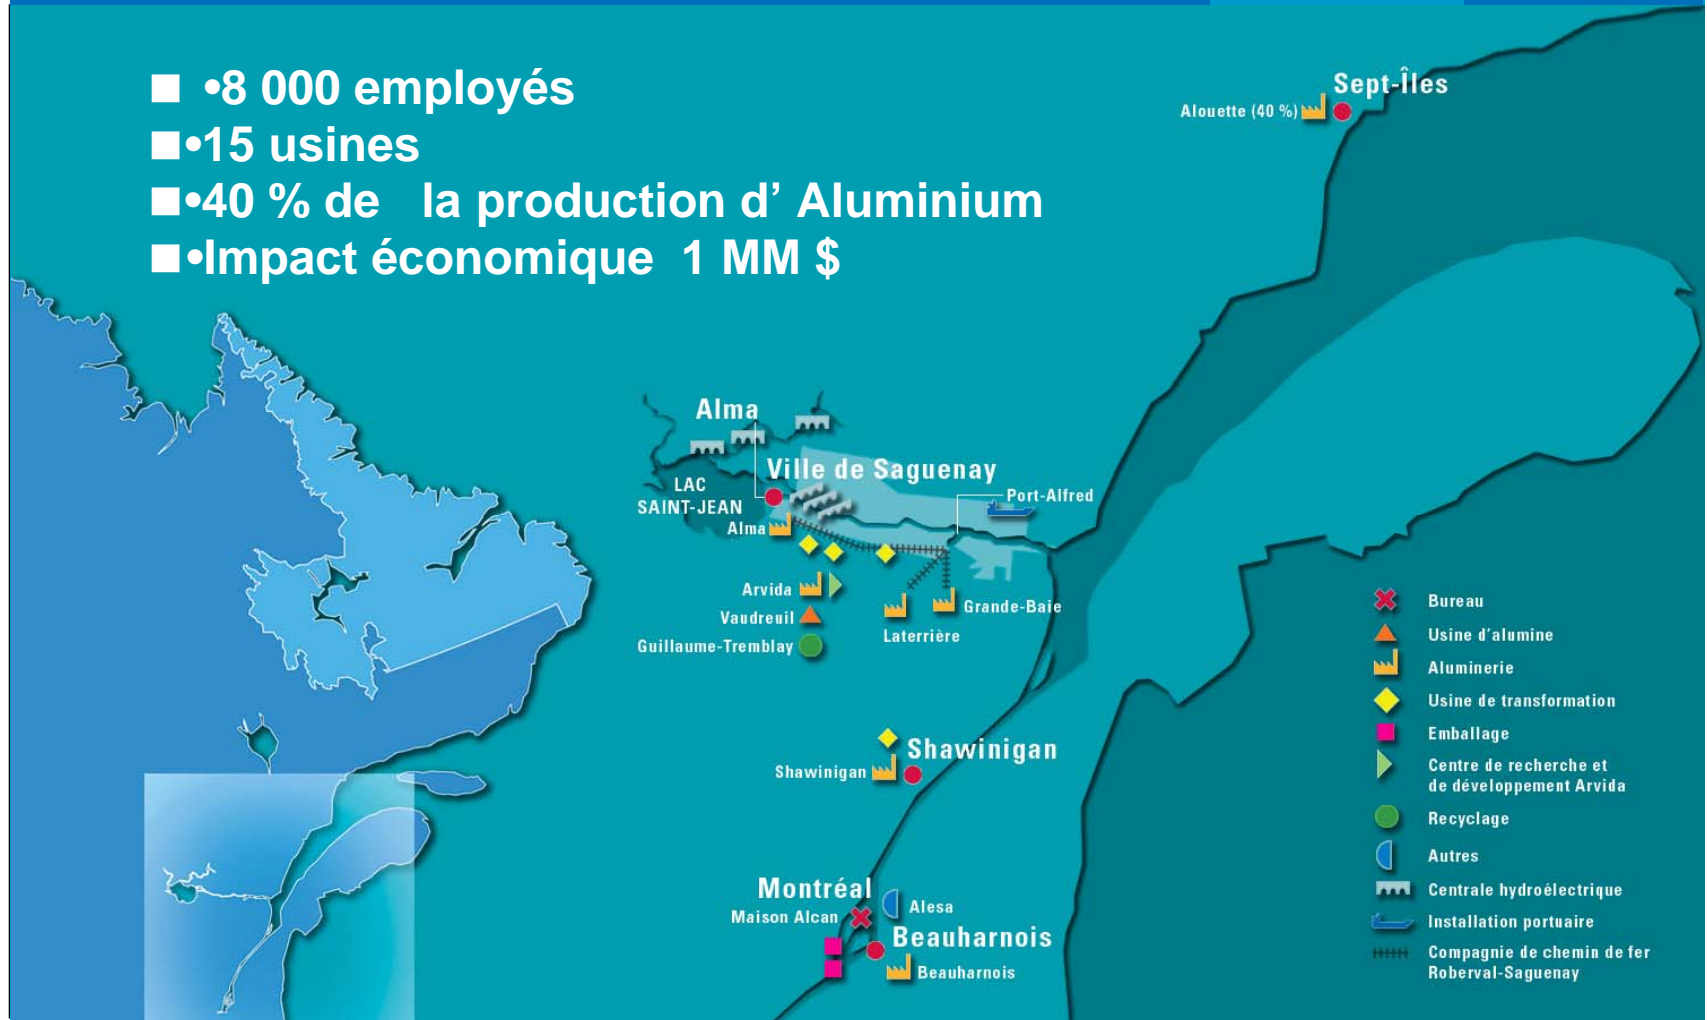 ■ •8 000 employés
■•15 usines
■•40 % de la production d’ Aluminium
■•Impact économique 1 MM $
Sept-Îles
Alouette (40 %)
Alma
Ville de Saguenay
LAC
SAINT-JEAN
Port-Alfred
Alma
Arvida
Grande-Baie
Vaudreuil
Laterrière
Guillaume-Tremblay
Shawinigan
Shawinigan
Montréal
Maison Alcan
Alesa
Beauharnois
Beauharnois
Bureau
Usine d’alumine
Aluminerie
Usine de transformation
Emballage
Centre de recherche et
de développement Arvida
Recyclage
Autres
Centrale hydroélectrique
Installation portuaire
Compagnie de chemin de fer
Roberval-Saguenay